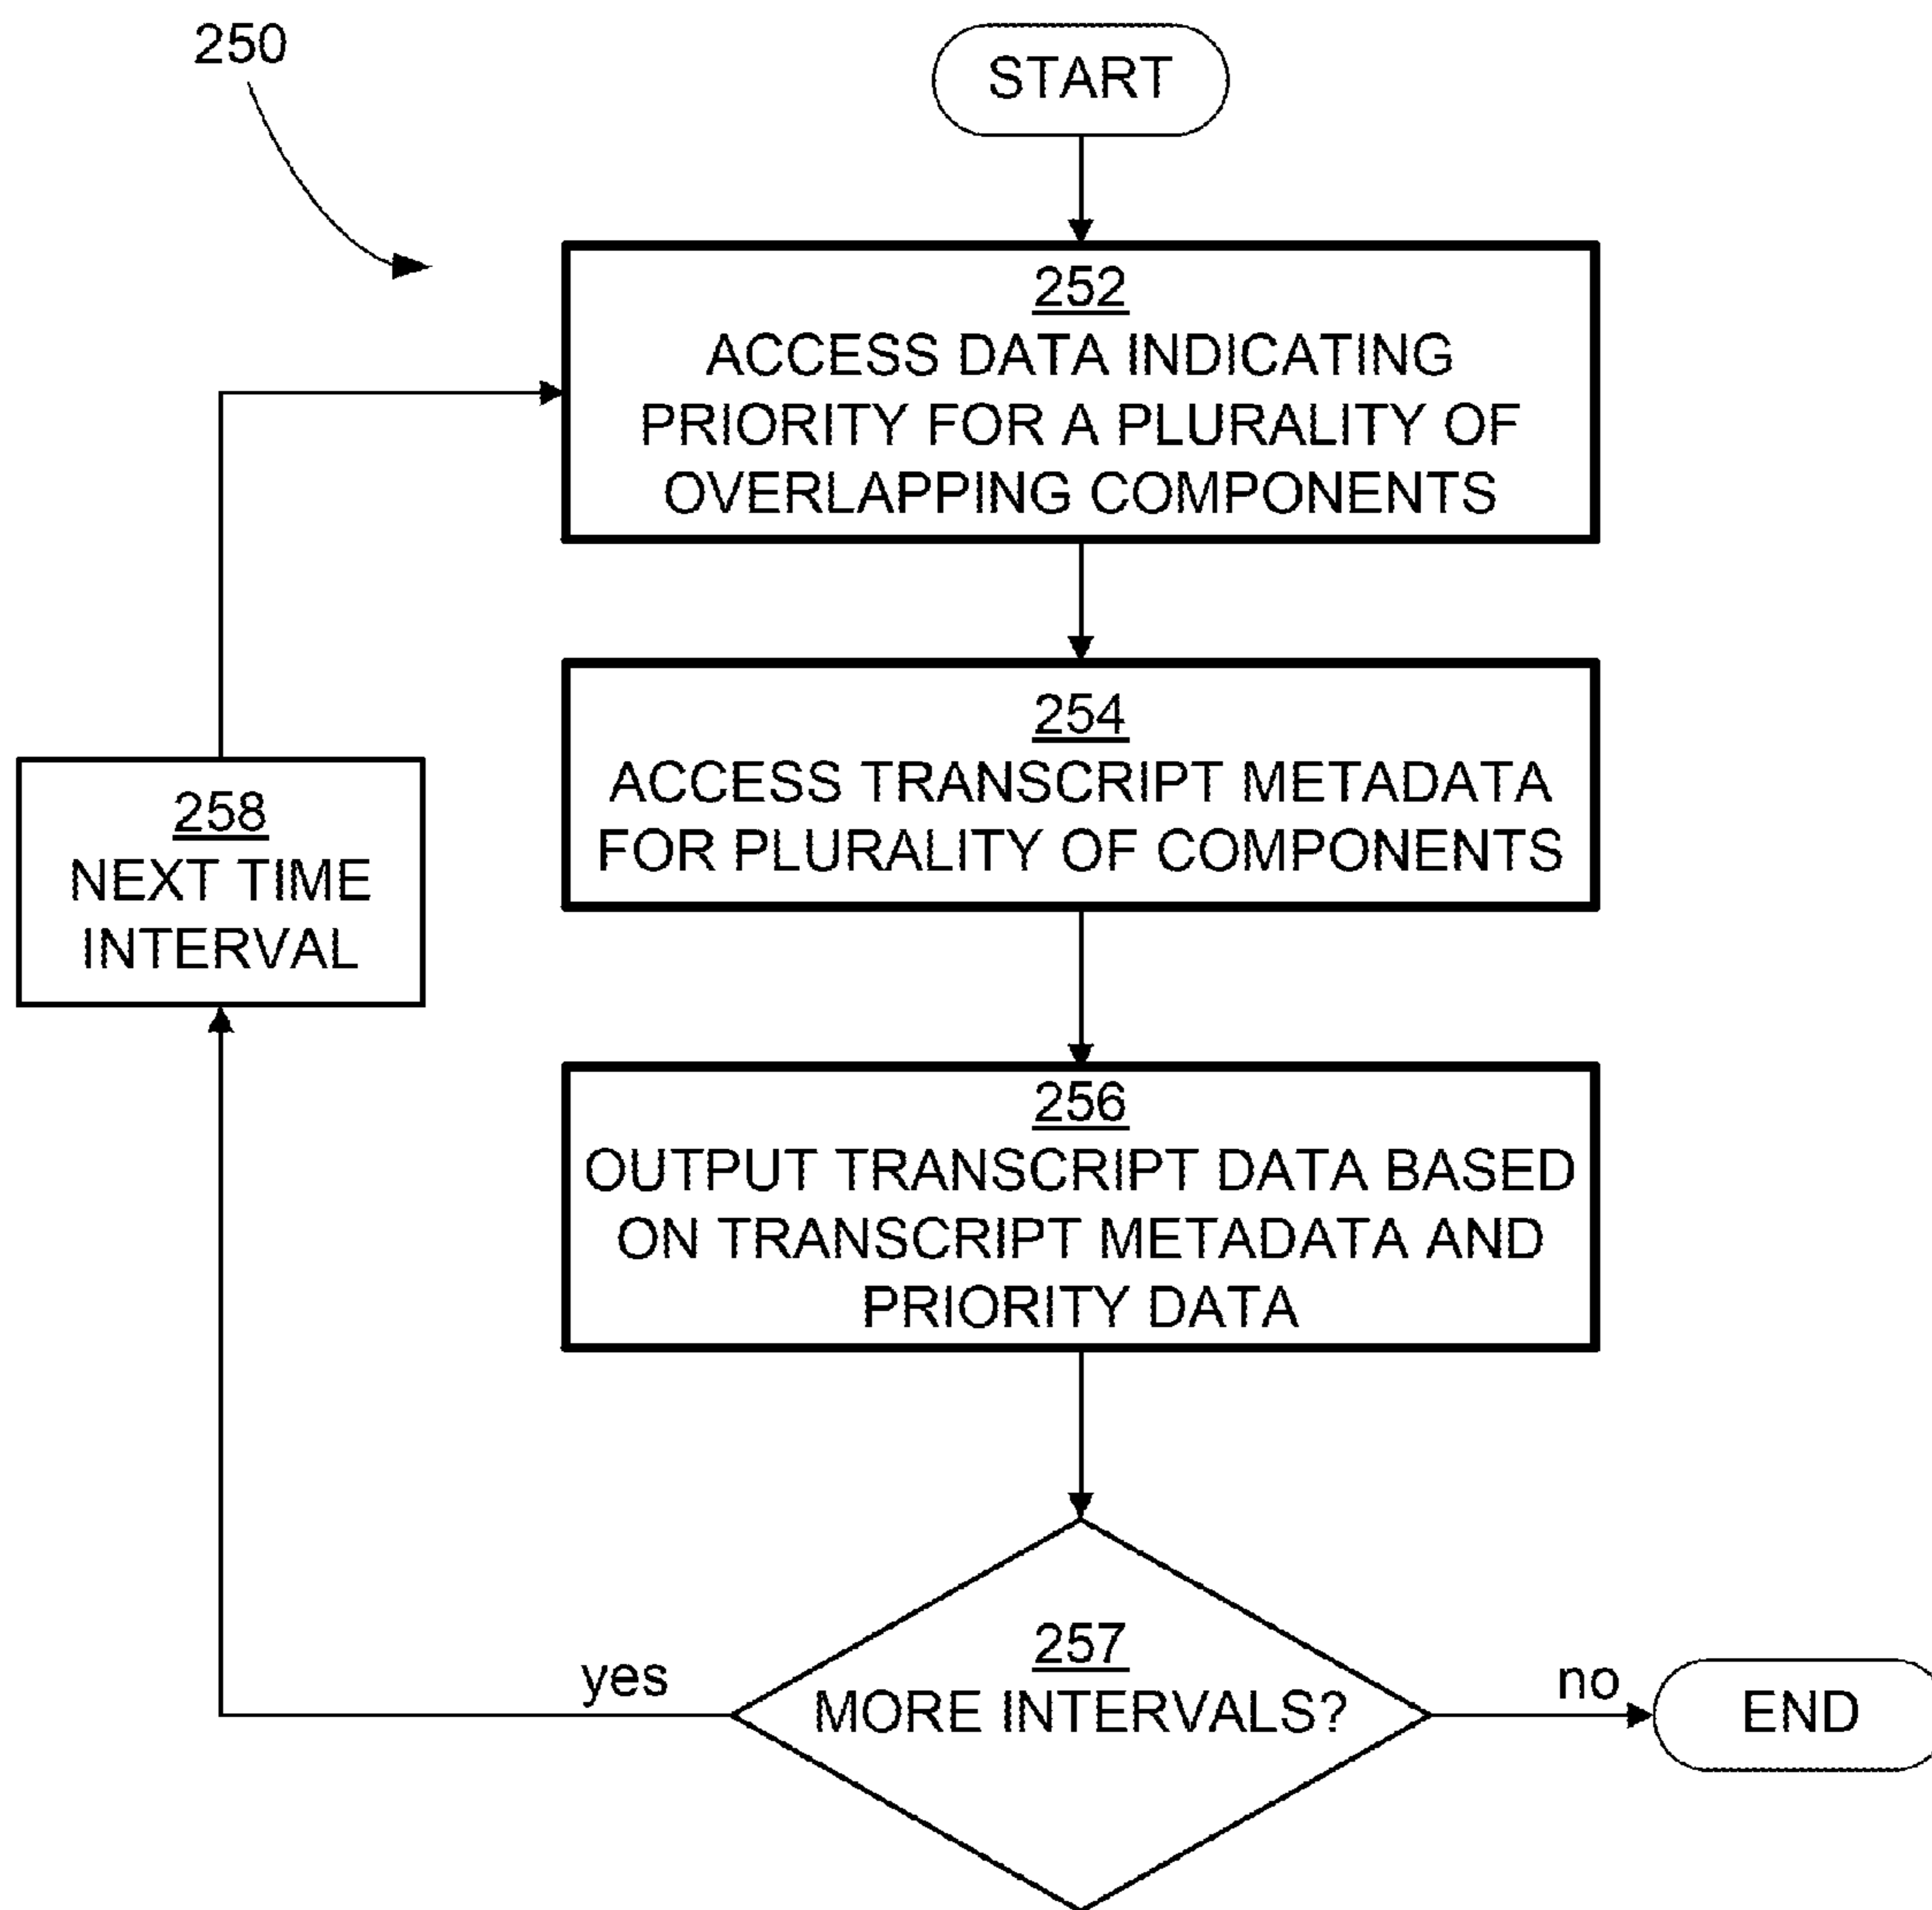 250
START
252
ACCESS DATA INDICATING
PRIORITY FOR A PLURALITY OF
OVERLAPPING COMPONENTS
254
ACCESS TRANSCRIPT METADATA
FOR PLURALITY OF COMPONENTS
258
NEXT TIME
INTERVAL
256
OUTPUT TRANSCRIPT DATA BASED
ON TRANSCRIPT METADATA AND
PRIORITY DATA
257
MORE INTERVALS?
yes
no
END